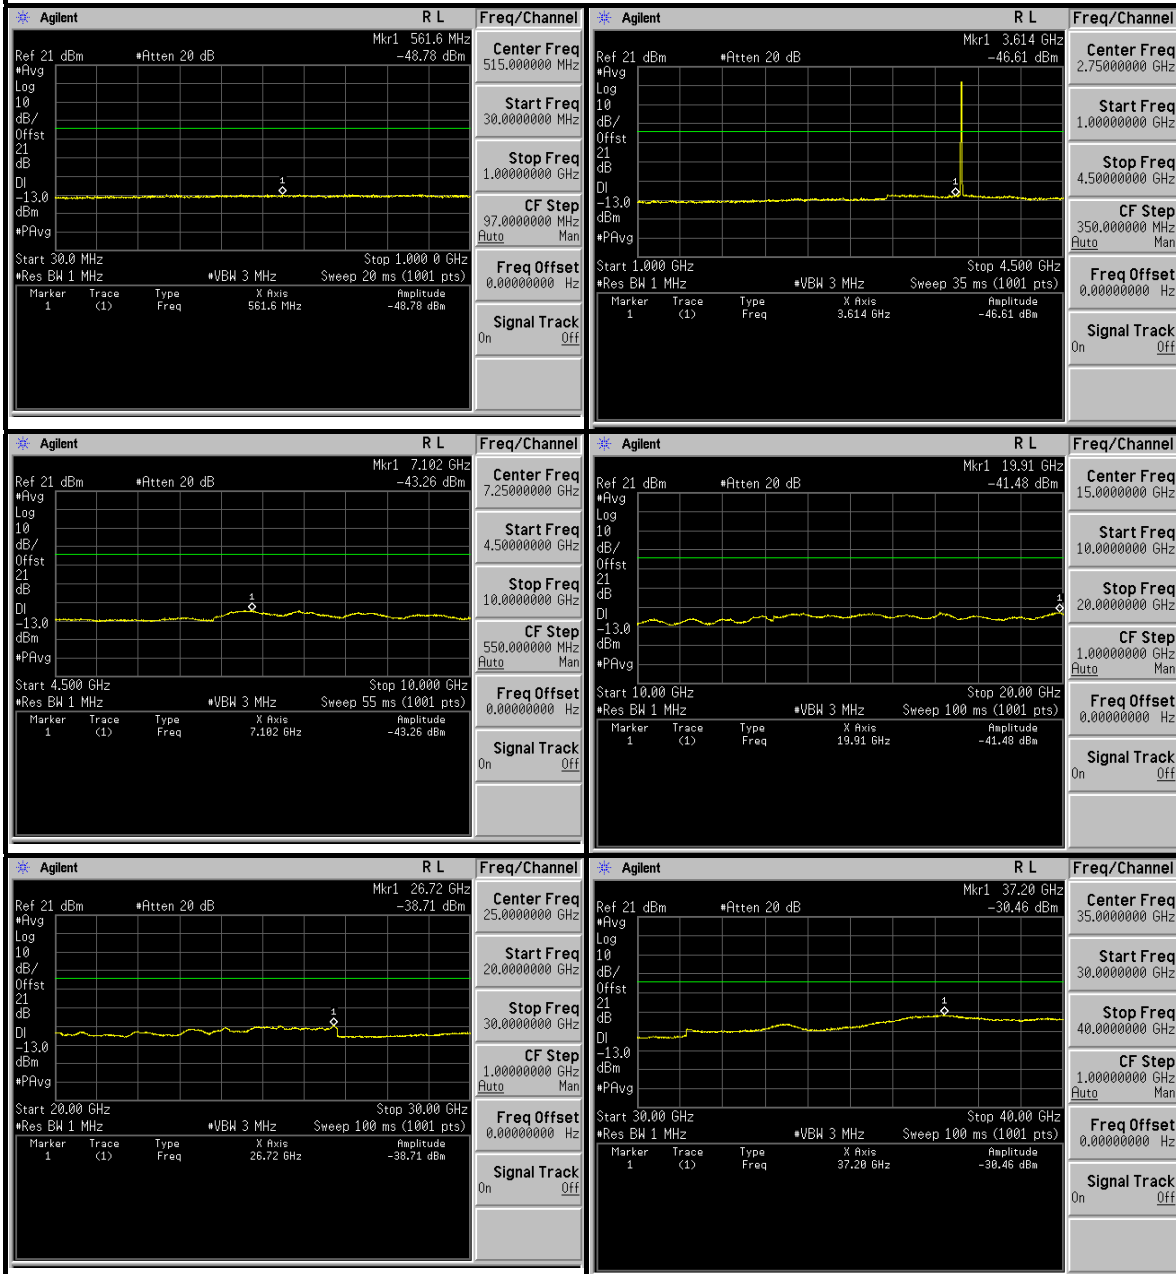 Agilent R L Freq/Channel
Mkr1 561.6 MHz
Ref 21 dBm #Atten 20 dB -48.78 dBm
#Avg
Log
10
dB/
Offst
21
dB
DI
-13.0
dBm
#PAvg
Start 30.0 MHz Stop 1.000 0 GHz
#Res BW 1 MHz #VBW 3 MHz Sweep 20 ms (1001 pts)
Marker Trace Type X Axis Amplitude
1 (1) Freq 561.6 MHz -48.78 dBm
1
Center Freq
515.000000 MHz
Start Freq
30.0000000 MHz
Stop Freq
1.00000000 GHz
CF Step
97.0000000 MHz
Auto Man
Freq Offset
0.00000000 Hz
Signal Track
On Off
Agilent R L Freq/Channel
Mkr1 3.614 GHz
Ref 21 dBm #Atten 20 dB -46.61 dBm
#Avg
Log
10
dB/
Offst
21
dB
DI
-13.0
dBm
#PAvg
Start 1.000 GHz Stop 4.500 GHz
#Res BW 1 MHz #VBW 3 MHz Sweep 35 ms (1001 pts)
Marker Trace Type X Axis Amplitude
1 (1) Freq 3.614 GHz -46.61 dBm
1
Center Freq
2.75000000 GHz
Start Freq
1.00000000 GHz
Stop Freq
4.50000000 GHz
CF Step
350.000000 MHz
Auto Man
Freq Offset
0.00000000 Hz
Signal Track
On Off
Agilent R L Freq/Channel
Mkr1 7.102 GHz
Ref 21 dBm #Atten 20 dB -43.26 dBm
#Avg
Log
10
dB/
Offst
21
dB
DI
-13.0
dBm
#PAvg
Start 4.500 GHz Stop 10.000 GHz
#Res BW 1 MHz #VBW 3 MHz Sweep 55 ms (1001 pts)
Marker Trace Type X Axis Amplitude
1 (1) Freq 7.102 GHz -43.26 dBm
1
Center Freq
7.25000000 GHz
Start Freq
4.50000000 GHz
Stop Freq
10.0000000 GHz
CF Step
550.000000 MHz
Auto Man
Freq Offset
0.00000000 Hz
Signal Track
On Off
Agilent R L Freq/Channel
Mkr1 19.91 GHz
Ref 21 dBm #Atten 20 dB -41.48 dBm
#Avg
Log
10
dB/
Offst
21
dB
DI
-13.0
dBm
#PAvg
Start 10.00 GHz Stop 20.00 GHz
#Res BW 1 MHz #VBW 3 MHz Sweep 100 ms (1001 pts)
Marker Trace Type X Axis Amplitude
1 (1) Freq 19.91 GHz -41.48 dBm
1
Center Freq
15.0000000 GHz
Start Freq
10.0000000 GHz
Stop Freq
20.0000000 GHz
CF Step
1.00000000 GHz
Auto Man
Freq Offset
0.00000000 Hz
Signal Track
On Off
Agilent R L Freq/Channel
Mkr1 26.72 GHz
Ref 21 dBm #Atten 20 dB -38.71 dBm
#Avg
Log
10
dB/
Offst
21
dB
DI
-13.0
dBm
#PAvg
Start 20.00 GHz Stop 30.00 GHz
#Res BW 1 MHz #VBW 3 MHz Sweep 100 ms (1001 pts)
Marker Trace Type X Axis Amplitude
1 (1) Freq 26.72 GHz -38.71 dBm
1
Center Freq
25.0000000 GHz
Start Freq
20.0000000 GHz
Stop Freq
30.0000000 GHz
CF Step
1.00000000 GHz
Auto Man
Freq Offset
0.00000000 Hz
Signal Track
On Off
Agilent R L Freq/Channel
Mkr1 37.20 GHz
Ref 21 dBm #Atten 20 dB -30.46 dBm
#Avg
Log
10
dB/
Offst
21
dB
DI
-13.0
dBm
#PAvg
Start 30.00 GHz Stop 40.00 GHz
#Res BW 1 MHz #VBW 3 MHz Sweep 100 ms (1001 pts)
Marker Trace Type X Axis Amplitude
1 (1) Freq 37.20 GHz -30.46 dBm
1
Center Freq
35.0000000 GHz
Start Freq
30.0000000 GHz
Stop Freq
40.0000000 GHz
CF Step
1.00000000 GHz
Auto Man
Freq Offset
0.00000000 Hz
Signal Track
On Off